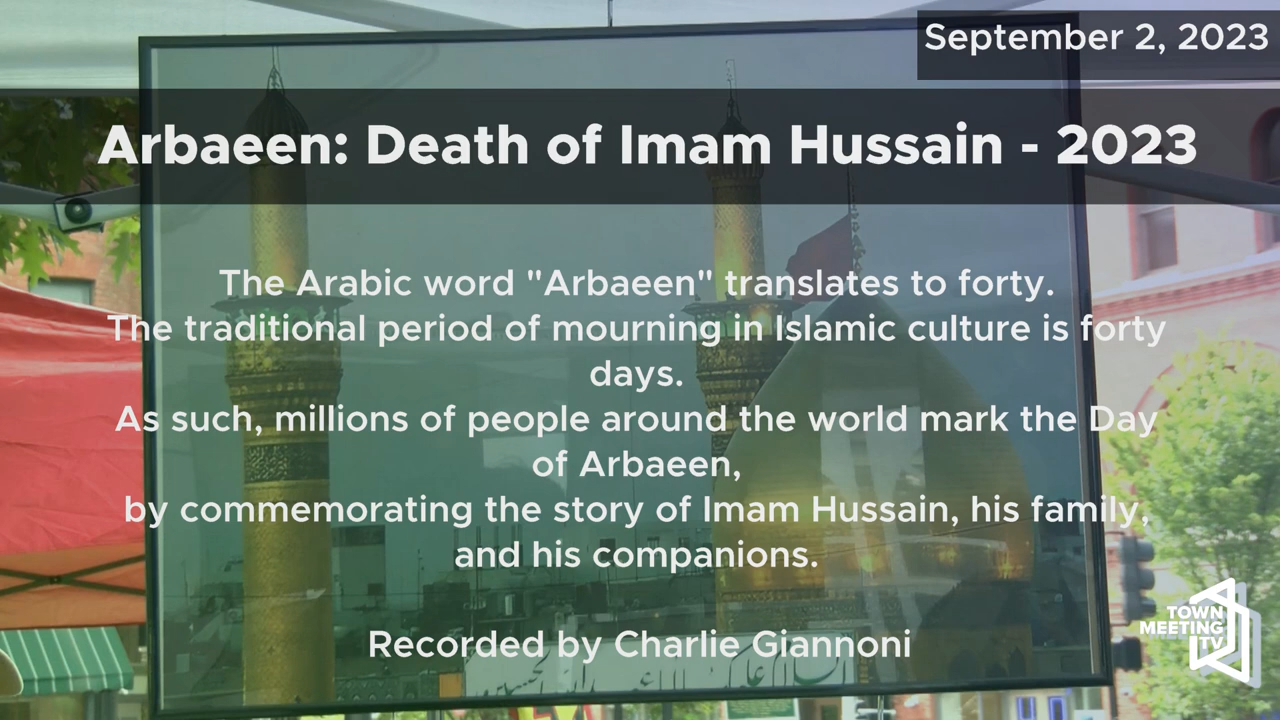 September 2, 2023
Arbaeen: Death of Imam Hussain - 2023
The Arabic word "Arbaeen" translates to forty.
The traditional period of mourning in Islamic culture is forty
days.
As such, millions of people around the world mark the Day
of Arbaeen,
by commemorating the story of Imam Hussain, his family,
and his companions.
Recorded by Charlie Giannoni
TOWN
MEETING
TV
السلام عليك